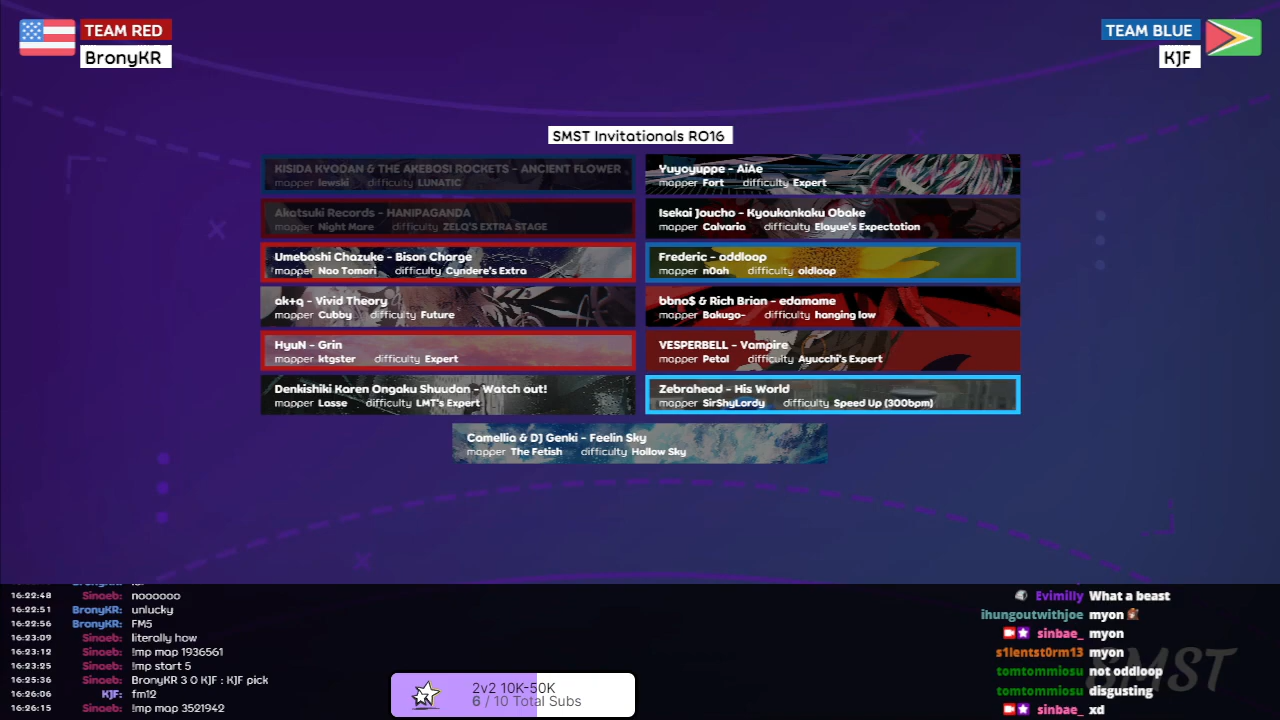 TEAM RED
BronyKR
TEAM BLUE
KJF
SMST Invitationals RO16
KISIDA KYODAN & THE AKEBOSI ROCKETS - ANCIENT FLOWER
mapper lewski difficulty LUNATIC
Akatsuki Records - HANIPAGANDA
mapper Night Mare difficulty ZELQ'S EXTRA STAGE
Umeboshi Chazuke - Bison Charge
mapper Nao Tomori difficulty Cyndere's Extra
ak+q - Vivid Theory
mapper Cubby difficulty Future
HyuN - Grin
mapper ktgster difficulty Expert
Denkishiki Karen Ongaku Shuudan - Watch out!
mapper Lasse difficulty LMT's Expert
Yuyoyuppe - AiAe
mapper Fort difficulty Expert
Isekai Joucho - Kyoukankaku Obake
mapper Calvaria difficulty Elayue's Expectation
Frederic - oddloop
mapper n0ah difficulty oldloop
bbno$ & Rich Brian - edamame
mapper Bakugo- difficulty hanging low
VESPERBELL - Vampire
mapper Petal difficulty Ayucchi's Expert
Zebrahead - His World
mapper SirShyLordy difficulty Speed Up (300bpm)
Camellia & DJ Genki - Feelin Sky
mapper The Fetish difficulty Hollow Sky
16:22:48 Sinaeb: noooooo
16:22:51 BronyKR: unlucky
16:22:56 BronyKR: FM5
16:23:09 Sinaeb: literally how
16:23:12 Sinaeb: !mp map 1936561
16:23:25 Sinaeb: !mp start 5
16:25:36 Sinaeb: BronyKR 3 0 KJF : KJF pick
16:26:06 KJF: fm12
16:26:15 Sinaeb: !mp map 3521942
2v2 10K-50K
6 / 10 Total Subs
Evimilly What a beast
ihungoutwithjoe myon
sinbae_ myon
s1lentst0rm13 myon
tomtommiosu not oddloop
tomtommiosu disgusting
sinbae_ xd
SMST